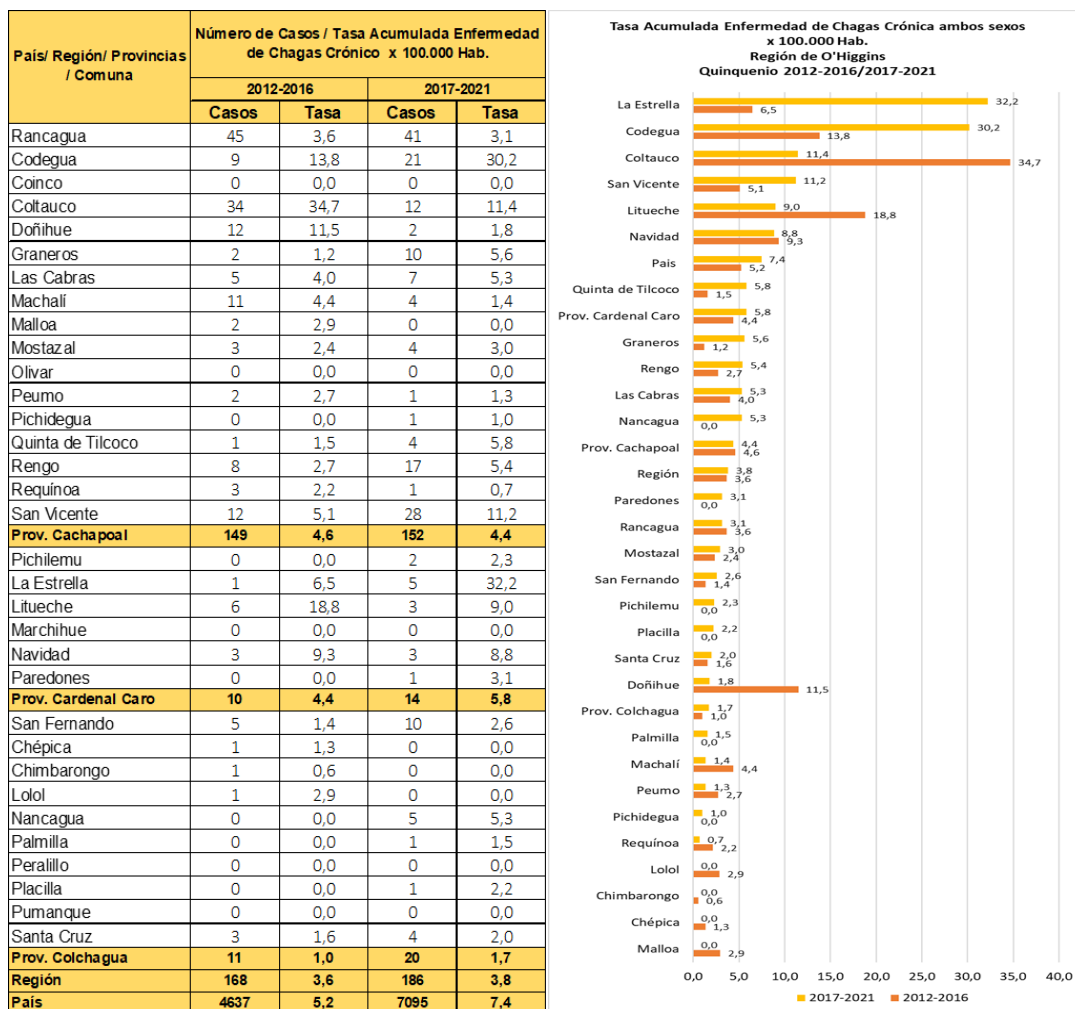 País/ Región/ Provincias / Comuna
Número de Casos / Tasa Acumulada Enfermedad de Chagas Crónico x 100.000 Hab.
2012-2016 2017-2021
Casos Tasa Casos Tasa
Rancagua 45 3,6 41 3,1
Codegua 9 13,8 21 30,2
Coinco 0 0,0 0 0,0
Coltauco 34 34,7 12 11,4
Doñihue 12 11,5 2 1,8
Graneros 2 1,2 10 5,6
Las Cabras 5 4,0 7 5,3
Machalí 11 4,4 4 1,4
Malloa 2 2,9 0 0,0
Mostazal 3 2,4 4 3,0
Olivar 0 0,0 0 0,0
Peumo 2 2,7 1 1,3
Pichidegua 0 0,0 1 1,0
Quinta de Tilcoco 1 1,5 4 5,8
Rengo 8 2,7 17 5,4
Requínoa 3 2,2 1 0,7
San Vicente 12 5,1 28 11,2
Prov. Cachapoal 149 4,6 152 4,4
Pichilemu 0 0,0 2 2,3
La Estrella 1 6,5 5 32,2
Litueche 6 18,8 3 9,0
Marchihue 0 0,0 0 0,0
Navidad 3 9,3 3 8,8
Paredones 0 0,0 1 3,1
Prov. Cardenal Caro 10 4,4 14 5,8
San Fernando 5 1,4 10 2,6
Chépica 1 1,3 0 0,0
Chimbarongo 1 0,6 0 0,0
Lolol 1 2,9 0 0,0
Nancagua 0 0,0 5 5,3
Palmilla 0 0,0 1 1,5
Peralillo 0 0,0 0 0,0
Placilla 0 0,0 1 2,2
Pumanque 0 0,0 0 0,0
Santa Cruz 3 1,6 4 2,0
Prov. Colchagua 11 1,0 20 1,7
Región 168 3,6 186 3,8
País 4637 5,2 7095 7,4
Tasa Acumulada Enfermedad de Chagas Crónica ambos sexos
x 100.000 Hab.
Región de O'Higgins
Quinquenio 2012-2016/2017-2021
La Estrella 32,2 6,5
Codegua 30,2 13,8
Coltauco 11,4 34,7
San Vicente 11,2 5,1
Litueche 9,0 18,8
Navidad 8,8 9,3
Pais 7,4 5,2
Quinta de Tilcoco 5,8 1,5
Prov. Cardenal Caro 5,8 4,4
Graneros 5,6 1,2
Rengo 5,4 2,7
Las Cabras 5,3 4,0
Nancagua 5,3 0,0
Prov. Cachapoal 4,4 4,6
Región 3,8 3,6
Paredones 3,1 0,0
Rancagua 3,1 3,6
Mostazal 3,0 2,4
San Fernando 2,6 1,4
Pichilemu 2,3 0,0
Placilla 2,2 0,0
Santa Cruz 2,0 1,6
Doñihue 1,8 11,5
Prov. Colchagua 1,7 1,0
Palmilla 1,5 0,0
Machalí 1,4 4,4
Peumo 1,3 2,7
Pichidegua 1,0 0,0
Requínoa 0,7 2,2
Lolol 0,0 2,9
Chimbarongo 0,0 0,6
Chépica 0,0 1,3
Malloa 0,0 2,9
0,0 5,0 10,0 15,0 20,0 25,0 30,0 35,0 40,0
2017-2021 2012-2016